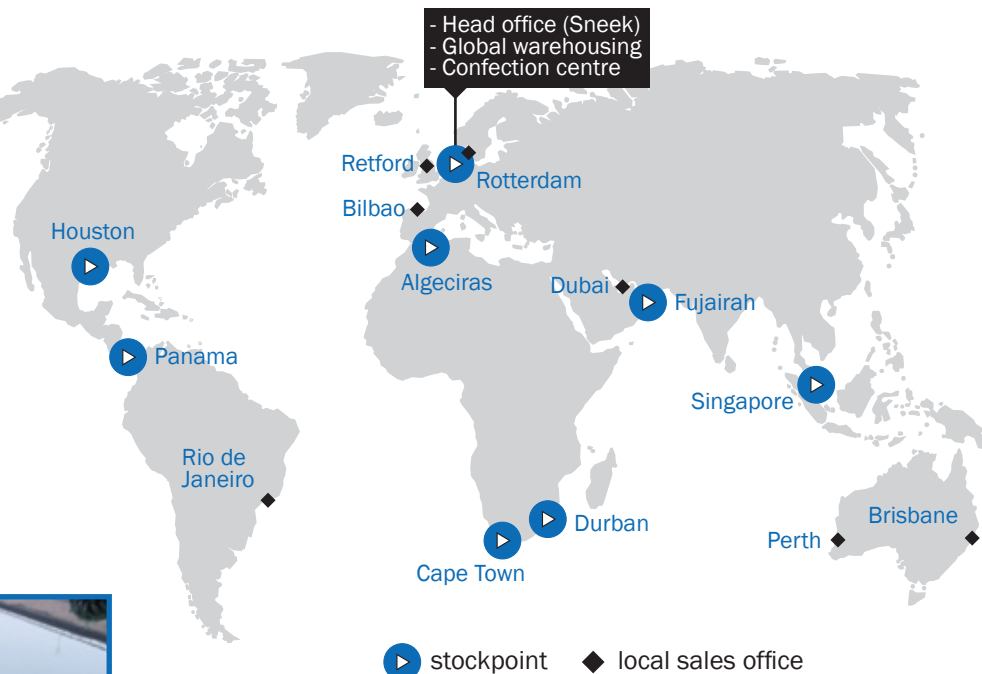 - Head office (Sneek)
- Global warehousing
- Confection centre
Retford
Rotterdam
Bilbao
Houston
Algeciras
Dubai
Fujairah
Panama
Singapore
Rio de
Janeiro
Durban
Brisbane
Perth
Cape Town
stockpoint
local sales office